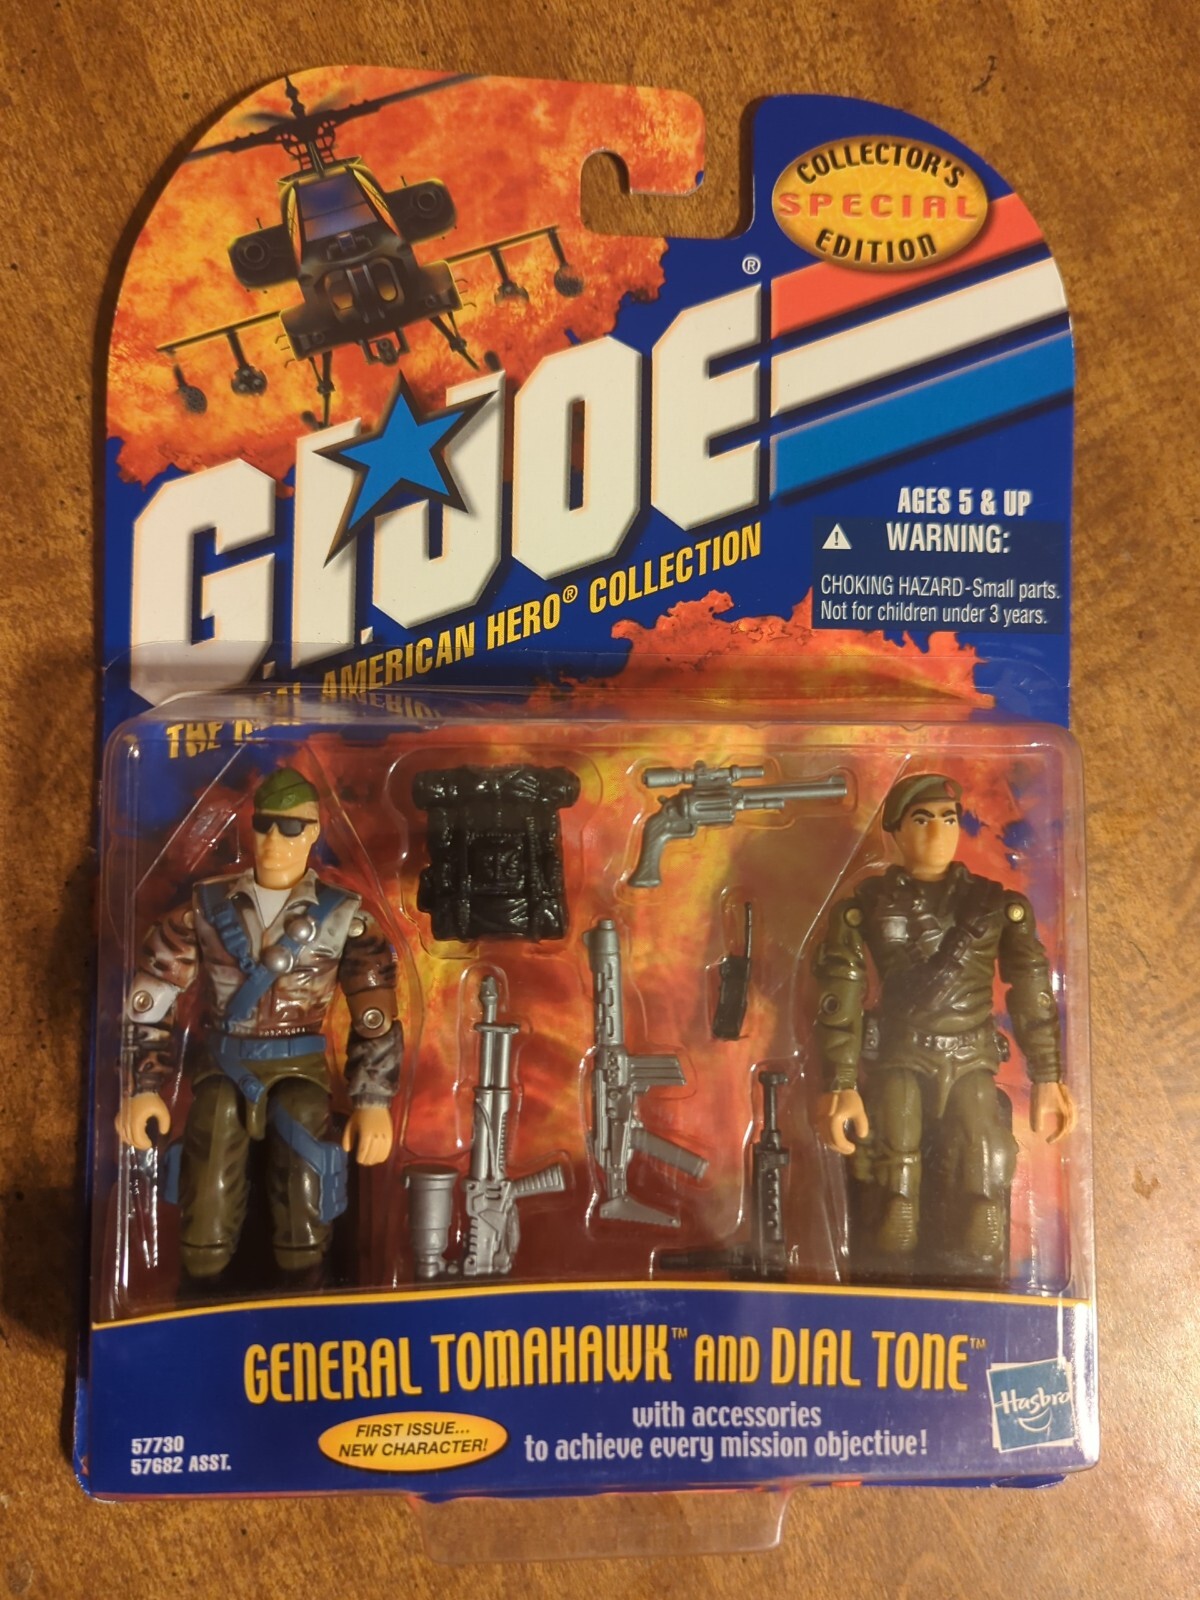 COLLECTOR'S
SPECIAL
EDITION
G.I. JOE®
THE REAL AMERICAN HERO® COLLECTION
AGES 5 & UP
WARNING:
CHOKING HAZARD-Small parts.
Not for children under 3 years.
GENERAL TOMAHAWK™ AND DIAL TONE™
with accessories
to achieve every mission objective!
FIRST ISSUE...
NEW CHARACTER!
57730
57682 ASST.
Hasbro